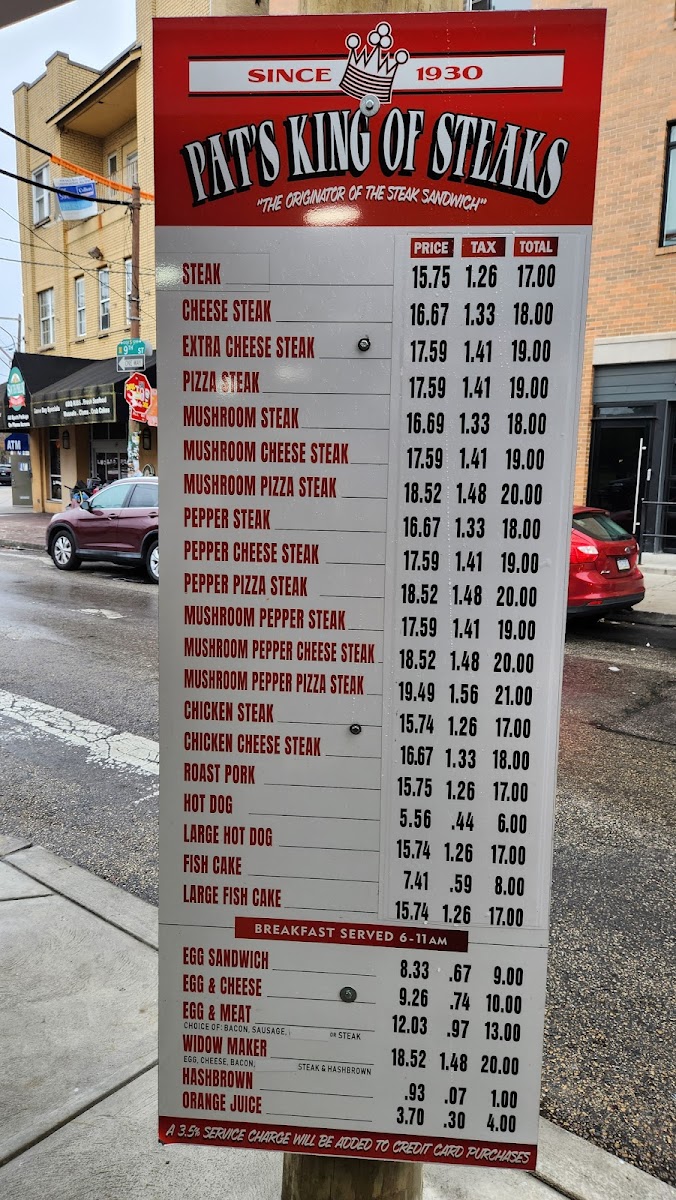 SINCE 1930
PAT'S KING OF STEAKS
"THE ORIGINATOR OF THE STEAK SANDWICH"
PRICE TAX TOTAL
STEAK 15.75 1.26 17.00
CHEESE STEAK 16.67 1.33 18.00
EXTRA CHEESE STEAK 17.59 1.41 19.00
PIZZA STEAK 17.59 1.41 19.00
MUSHROOM STEAK 16.69 1.33 18.00
MUSHROOM CHEESE STEAK 17.59 1.41 19.00
MUSHROOM PIZZA STEAK 18.52 1.48 20.00
PEPPER STEAK 16.67 1.33 18.00
PEPPER CHEESE STEAK 17.59 1.41 19.00
PEPPER PIZZA STEAK 18.52 1.48 20.00
MUSHROOM PEPPER STEAK 17.59 1.41 19.00
MUSHROOM PEPPER CHEESE STEAK 18.52 1.48 20.00
MUSHROOM PEPPER PIZZA STEAK 19.49 1.56 21.00
CHICKEN STEAK 15.74 1.26 17.00
CHICKEN CHEESE STEAK 16.67 1.33 18.00
ROAST PORK 15.75 1.26 17.00
HOT DOG 5.56 .44 6.00
LARGE HOT DOG 15.74 1.26 17.00
FISH CAKE 7.41 .59 8.00
LARGE FISH CAKE 15.74 1.26 17.00
BREAKFAST SERVED 6-11AM
EGG SANDWICH 8.33 .67 9.00
EGG & CHEESE 9.26 .74 10.00
EGG & MEAT 12.03 .97 13.00
CHOICE OF: BACON, SAUSAGE, OR STEAK
WIDOW MAKER 18.52 1.48 20.00
EGG, CHEESE, BACON, STEAK & HASHBROWN
HASHBROWN .93 .07 1.00
ORANGE JUICE 3.70 .30 4.00
A 3.5% SERVICE CHARGE WILL BE ADDED TO CREDIT CARD PURCHASES
9TH ST
ATM